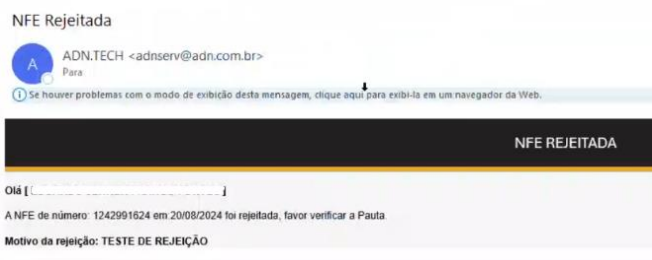 NFE Rejeitada
A
ADN.TECH <adnserv@adn.com.br>
Para
Se houver problemas com o modo de exibição desta mensagem, clique aqui para exibi-la em um navegador da Web.
NFE REJEITADA
Olá [ ]
A NFE de número: 1242991624 em 20/08/2024 foi rejeitada, favor verificar a Pauta.
Motivo da rejeição: TESTE DE REJEIÇÃO